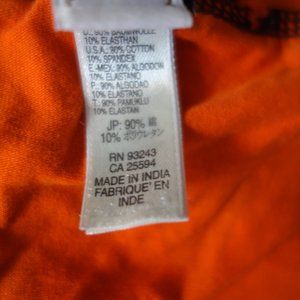 D.: 90% BAUMWOLLE
10% ELASTHAN
U.S.A.: 90% COTTON
10% SPANDEX
E-MEX: 90% ALGODON
10% ELASTANO
P.: 90% ALGODAO
10% ELASTANO
T.: 90% PAMUKLU
10% ELASTAN
JP: 90% 綿
10% ポリウレタン
RN 93243
CA 25594
MADE IN INDIA
FABRIQUE' EN
INDE